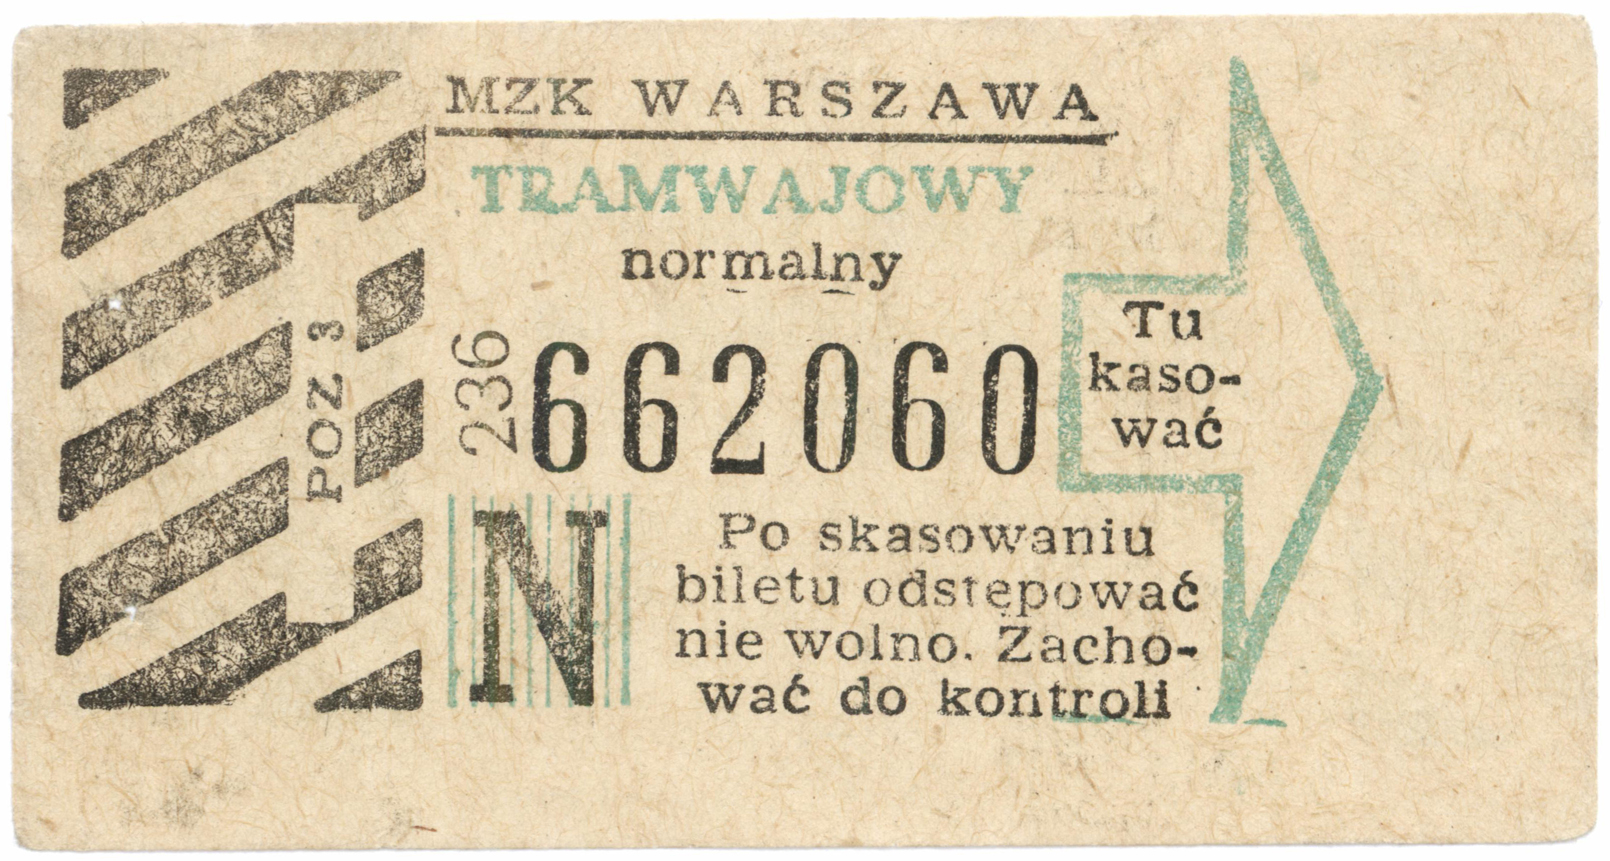 MZK WARSZAWA
TRAMWAJOWY
normalny
POZ 3
236
662060
Tu
kaso-
wać
N
Po skasowaniu
biletu odstępować
nie wolno. Zacho-
wać do kontroli